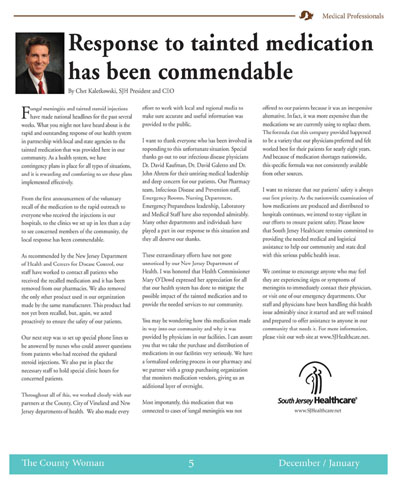 Medical Professionals
Response to tainted medication
has been commendable
By Chet Kaletkowski, SJH President and CEO
Fungal meningitis and tainted steroid injections
have made national headlines for the past several
weeks. What you might not have heard about is the
rapid and outstanding response of our health system
in partnership with local and state agencies to the
tainted medication that was provided here in our
community. As a health system, we have
contingency plans in place for all types of situations,
and it is rewarding and comforting to see these plans
implemented effectively.
From the first announcement of the voluntary
recall of the medication to the rapid outreach to
everyone who received the injections in our
hospitals, to the clinics we set up in less than a day
to see concerned members of the community, the
local response has been commendable.
As recommended by the New Jersey Department
of Health and Centers for Disease Control, our
staff have worked to contact all patients who
received the recalled medication and it has been
removed from our pharmacies. We also removed
the only other product used in our organization
made by the same manufacturer. This product had
not yet been recalled, but, again, we acted
proactively to ensure the safety of our patients.
Our next step was to set up special phone lines to
be answered by nurses who could answer questions
from patients who had received the epidural
steroid injections. We also put in place the
necessary staff to hold special clinic hours for
concerned patients.
Throughout all of this, we worked closely with our
partners at the County, City of Vineland and New
Jersey departments of health. We also made every
effort to work with local and regional media to
make sure accurate and useful information was
provided to the public.
I want to thank everyone who has been involved in
responding to this unfortunate situation. Special
thanks go out to our infectious disease physicians
Dr. David Kaufman, Dr. David Galetto and Dr.
John Ahrens for their untiring medical leadership
and deep concern for our patients. Our Pharmacy
team, Infectious Disease and Prevention staff,
Emergency Rooms, Nursing Department,
Emergency Preparedness leadership, Laboratory
and Medical Staff have also responded admirably.
Many other departments and individuals have
played a part in our response in this situation and
they all deserve our thanks.
These extraordinary efforts have not gone
unnoticed by our New Jersey Department of
Health. I was honored that Health Commissioner
Mary O'Dowd expressed her appreciation for all
that our health system has done to mitigate the
possible impact of the tainted medication and to
provide the needed services to our community.
You may be wondering how this medication made
its way into our community and why it was
provided by physicians in our facilities. I can assure
you that we take the purchase and distribution of
medications in our facilities very seriously. We have
a formalized ordering process in our pharmacy and
we partner with a group purchasing organization
that monitors medication vendors, giving us an
additional layer of oversight.
Most importantly, this medication that was
connected to cases of fungal meningitis was not
offered to our patients because it was an inexpensive
alternative. In fact, it was more expensive than the
medications we are currently using to replace them.
The formula that this company provided happened
to be a variety that our physicians preferred and felt
worked best for their patients for nearly eight years.
And because of medication shortages nationwide,
this specific formula was not consistently available
from other sources.
I want to reiterate that our patients' safety is always
our first priority. As the nationwide examination of
how medications are produced and distributed to
hospitals continues, we intend to stay vigilant in
our efforts to ensure patient safety. Please know
that South Jersey Healthcare remains committed to
providing the needed medical and logistical
assistance to help our community and state deal
with this serious public health issue.
We continue to encourage anyone who may feel
they are experiencing signs or symptoms of
meningitis to immediately contact their physician,
or visit one of our emergency departments. Our
staff and physicians have been handling this health
issue admirably since it started and are well trained
and prepared to offer assistance to anyone in our
community that needs it. For more information,
please visit our web site at www.SJHealthcare.net.
South Jersey Healthcare®
www.SJHealthcare.net
The County Woman
5
December / January